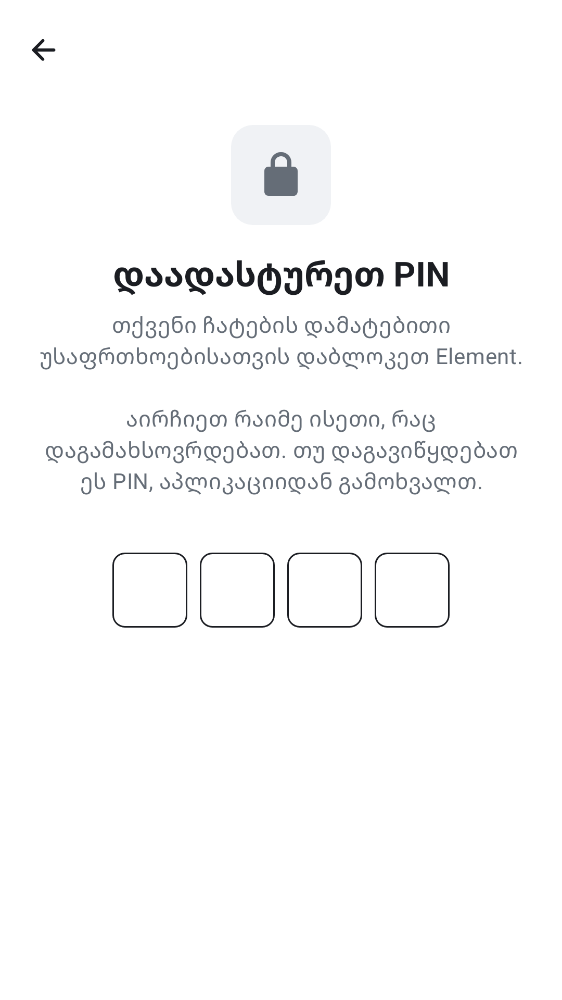 დაადასტურეთ PIN
თქვენი ჩატების დამატებითი
უსაფრთხოებისათვის დაბლოკეთ Element.
აირჩიეთ რაიმე ისეთი, რაც
დაგამახსოვრდებათ. თუ დაგავიწყდებათ
ეს PIN, აპლიკაციიდან გამოხვალთ.